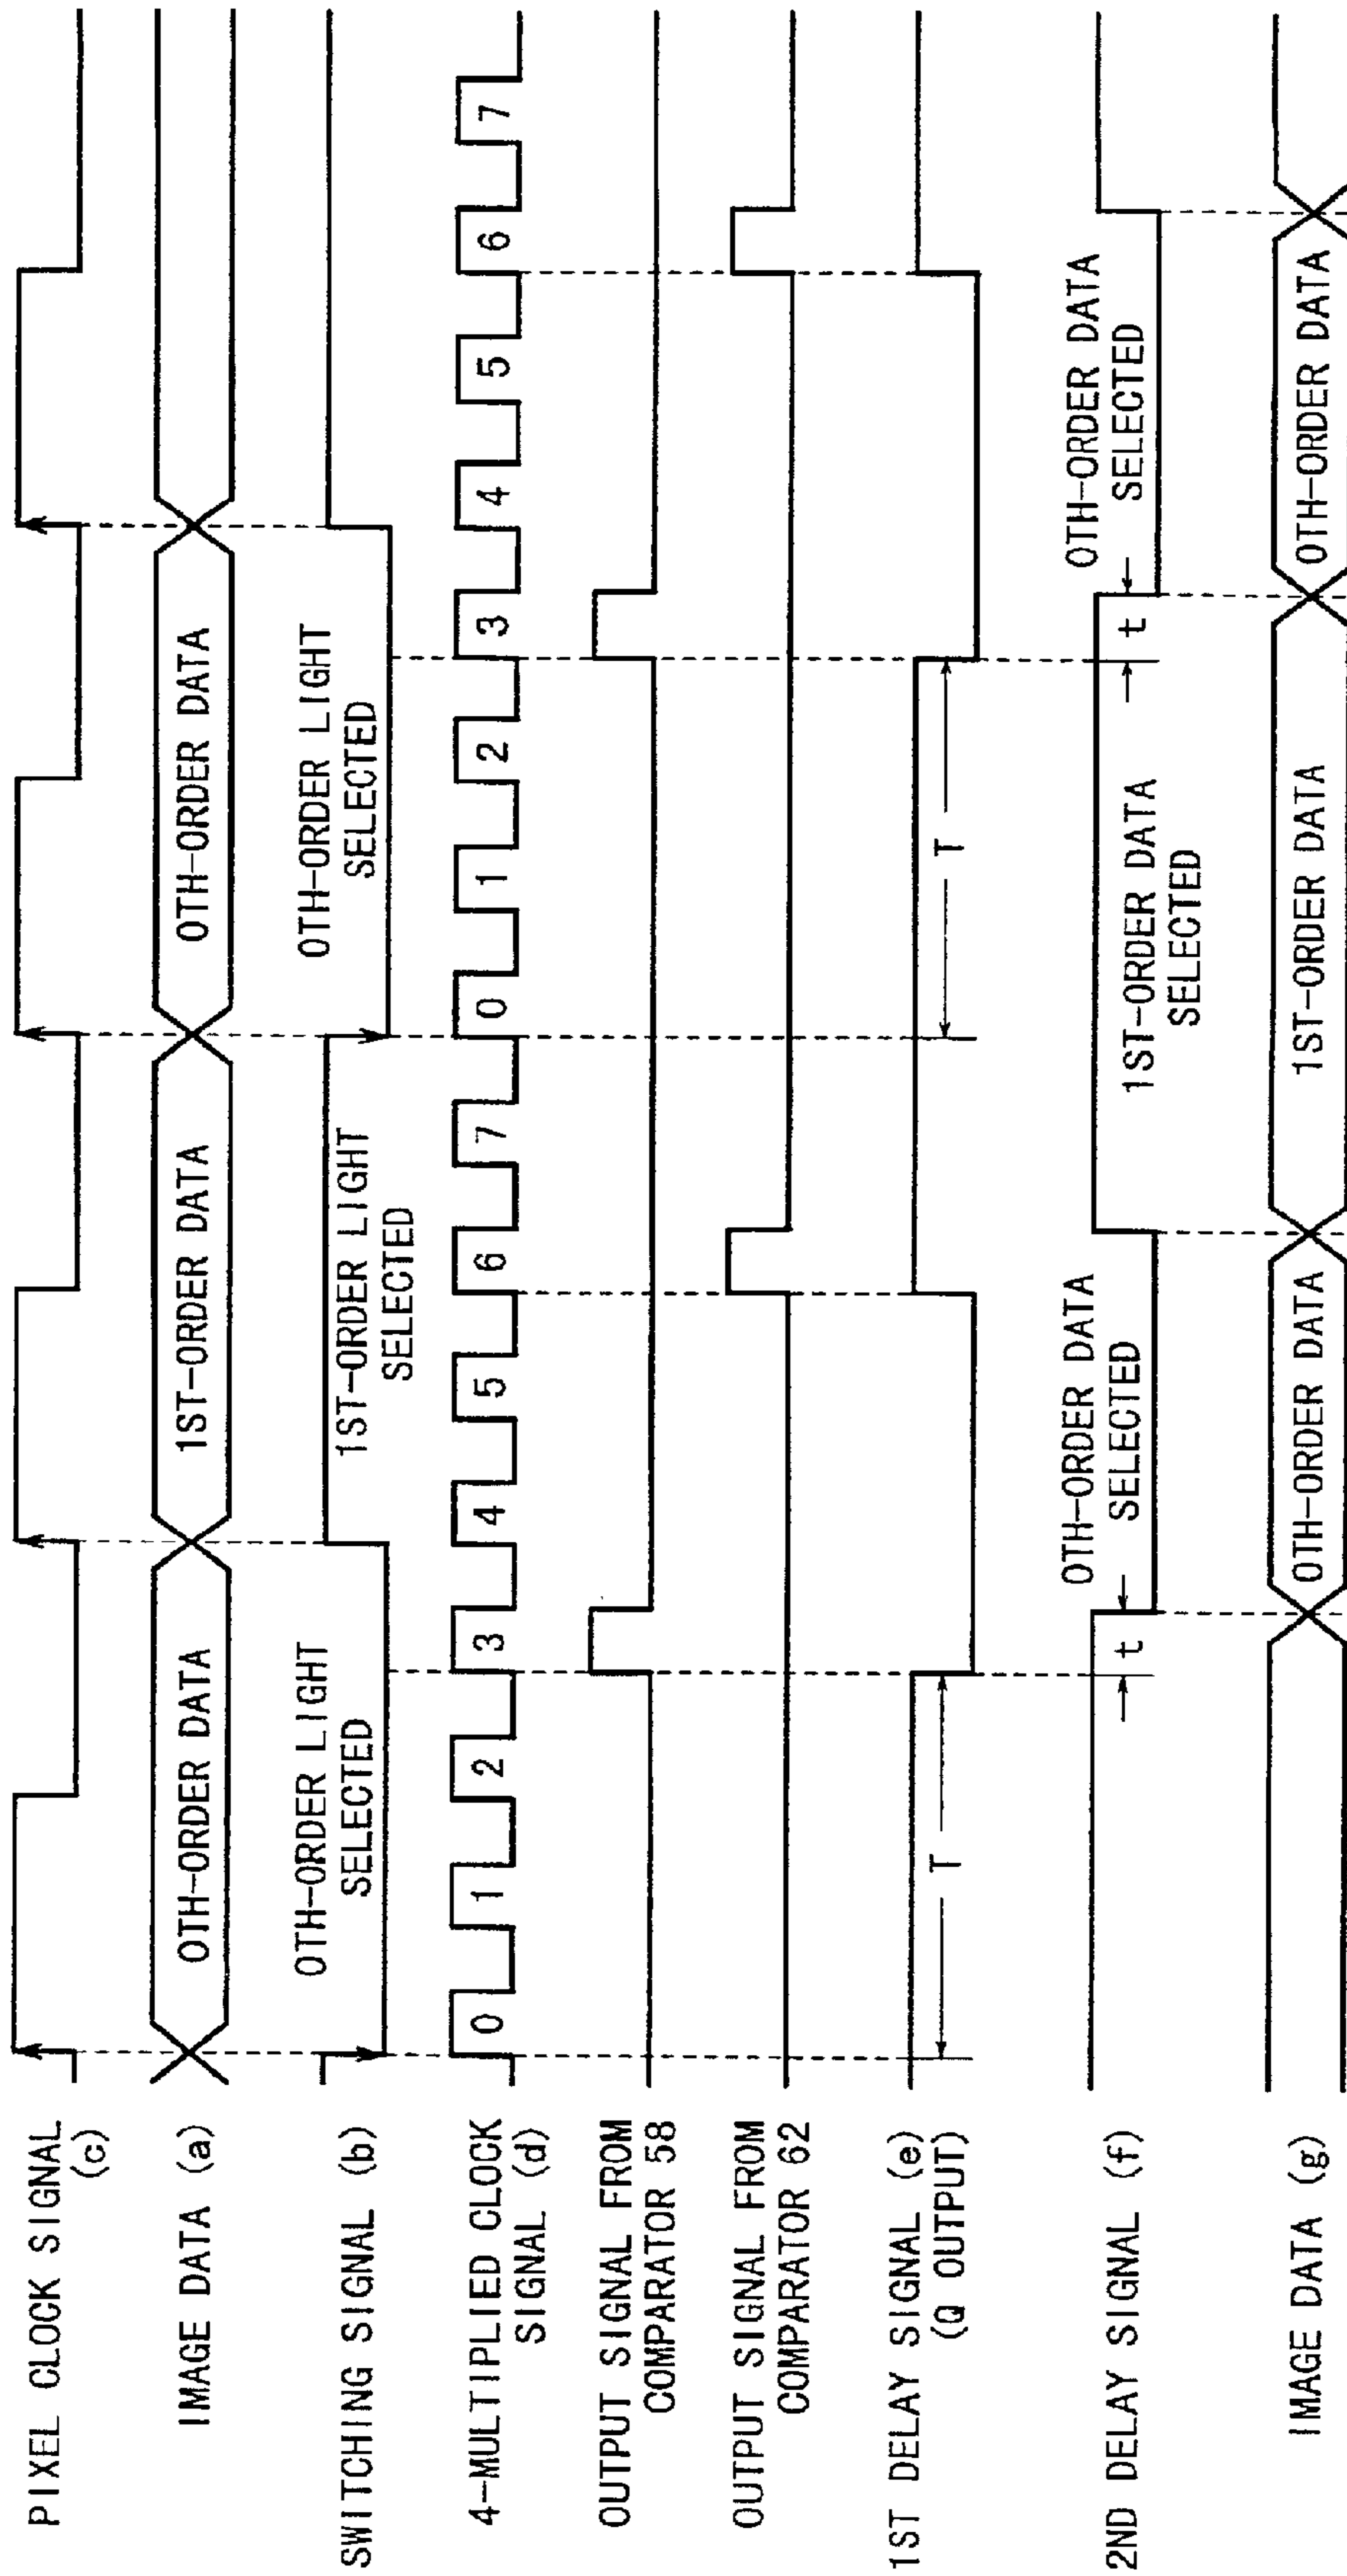 PIXEL CLOCK SIGNAL
(c)
IMAGE DATA (a)
0TH-ORDER DATA
1ST-ORDER DATA
0TH-ORDER DATA
SWITCHING SIGNAL (b)
0TH-ORDER LIGHT
SELECTED
1ST-ORDER LIGHT
SELECTED
0TH-ORDER LIGHT
SELECTED
4-MULTIPLIED CLOCK
SIGNAL (d)
0 1 2 3 4 5 6 7 0 1 2 3 4 5 6 7
OUTPUT SIGNAL FROM
COMPARATOR 58
OUTPUT SIGNAL FROM
COMPARATOR 62
1ST DELAY SIGNAL (e)
(Q OUTPUT)
T
T
2ND DELAY SIGNAL (f)
t
0TH-ORDER DATA
SELECTED
1ST-ORDER DATA
SELECTED
t
0TH-ORDER DATA
SELECTED
IMAGE DATA (g)
0TH-ORDER DATA
1ST-ORDER DATA
0TH-ORDER DATA